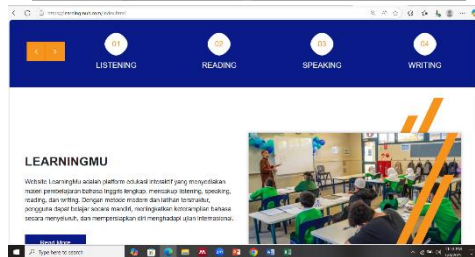 01
02
03
04
LISTENING
READING
SPEAKING
WRITING
LEARNINGMU
Website LearningMu adalah platform edukasi interaktif yang menyediakan
materi pembelajaran bahasa Inggris lengkap, mencakup listening, speaking,
reading, dan writing. Dengan metode modern dan latihan terstruktur,
pengguna dapat belajar secara mandiri, meningkatkan keterampilan bahasa
secara menyeluruh, dan mempersiapkan diri menghadapi ujian internasional.
Read More
Type here to search